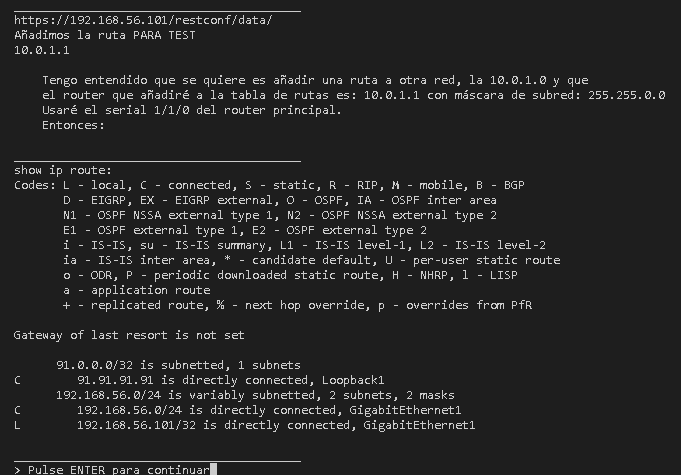 https://192.168.56.101/restconf/data/
Añadimos la ruta PARA TEST
10.0.1.1
Tengo entendido que se quiere es añadir una ruta a otra red, la 10.0.1.0 y que
el router que añadiré a la tabla de rutas es: 10.0.1.1 con máscara de subred: 255.255.0.0
Usaré el serial 1/1/0 del router principal.
Entonces:
show ip route:
Codes: L - local, C - connected, S - static, R - RIP, M - mobile, B - BGP
D - EIGRP, EX - EIGRP external, O - OSPF, IA - OSPF inter area
N1 - OSPF NSSA external type 1, N2 - OSPF NSSA external type 2
E1 - OSPF external type 1, E2 - OSPF external type 2
i - IS-IS, su - IS-IS summary, L1 - IS-IS level-1, L2 - IS-IS level-2
ia - IS-IS inter area, * - candidate default, U - per-user static route
o - ODR, P - periodic downloaded static route, H - NHRP, l - LISP
a - application route
+ - replicated route, % - next hop override, p - overrides from PfR
Gateway of last resort is not set
91.0.0.0/32 is subnetted, 1 subnets
C 91.91.91.91 is directly connected, Loopback1
192.168.56.0/24 is variably subnetted, 2 subnets, 2 masks
C 192.168.56.0/24 is directly connected, GigabitEthernet1
L 192.168.56.101/32 is directly connected, GigabitEthernet1
> Pulse ENTER para continuar